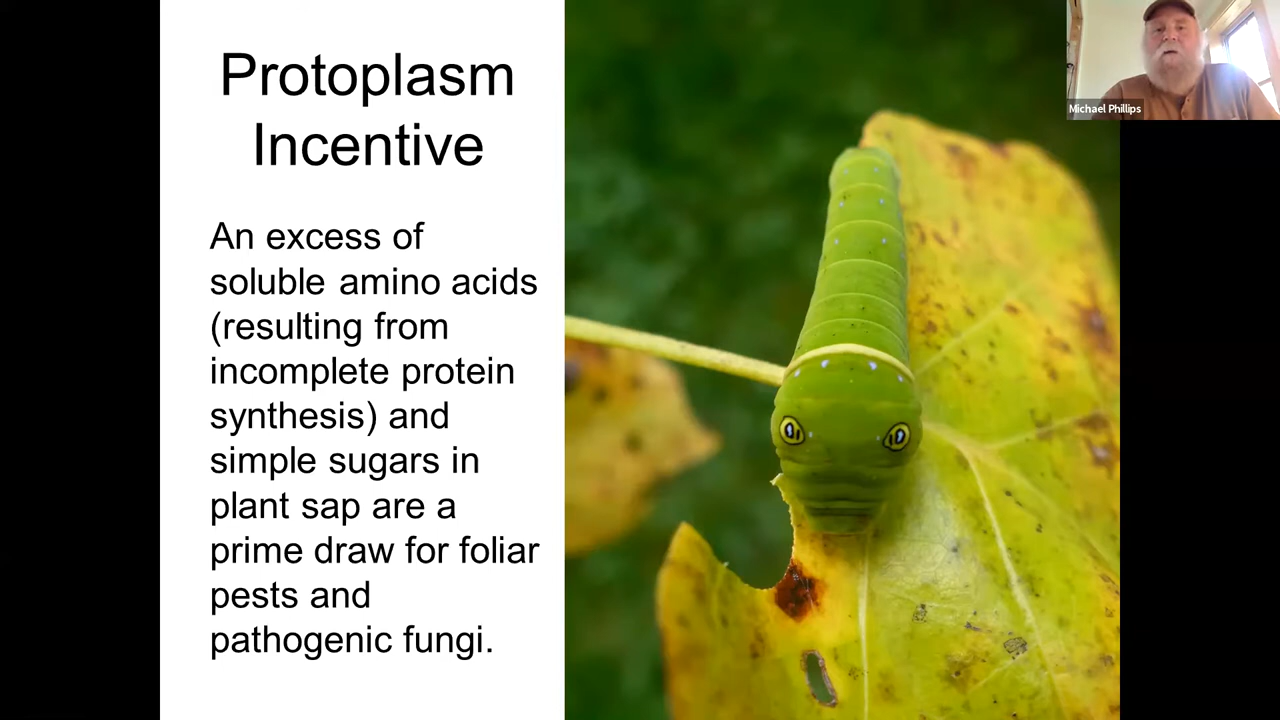 Protoplasm
Incentive
An excess of
soluble amino acids
(resulting from
incomplete protein
synthesis) and
simple sugars in
plant sap are a
prime draw for foliar
pests and
pathogenic fungi.
Michael Phillips